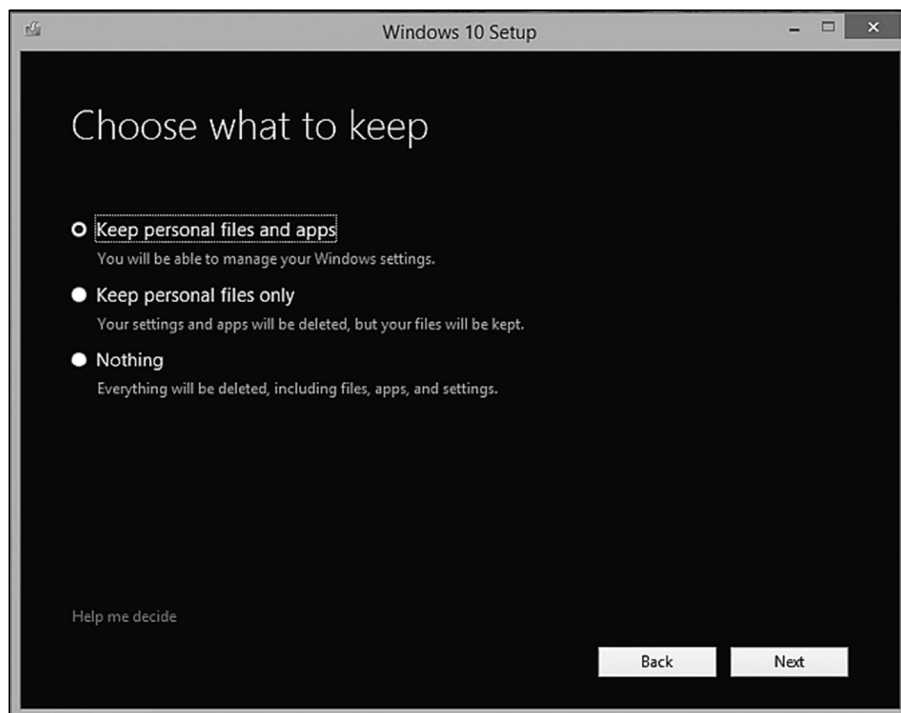 Windows 10 Setup
Choose what to keep
Keep personal files and apps
You will be able to manage your Windows settings.
Keep personal files only
Your settings and apps will be deleted, but your files will be kept.
Nothing
Everything will be deleted, including files, apps, and settings.
Help me decide
Back
Next